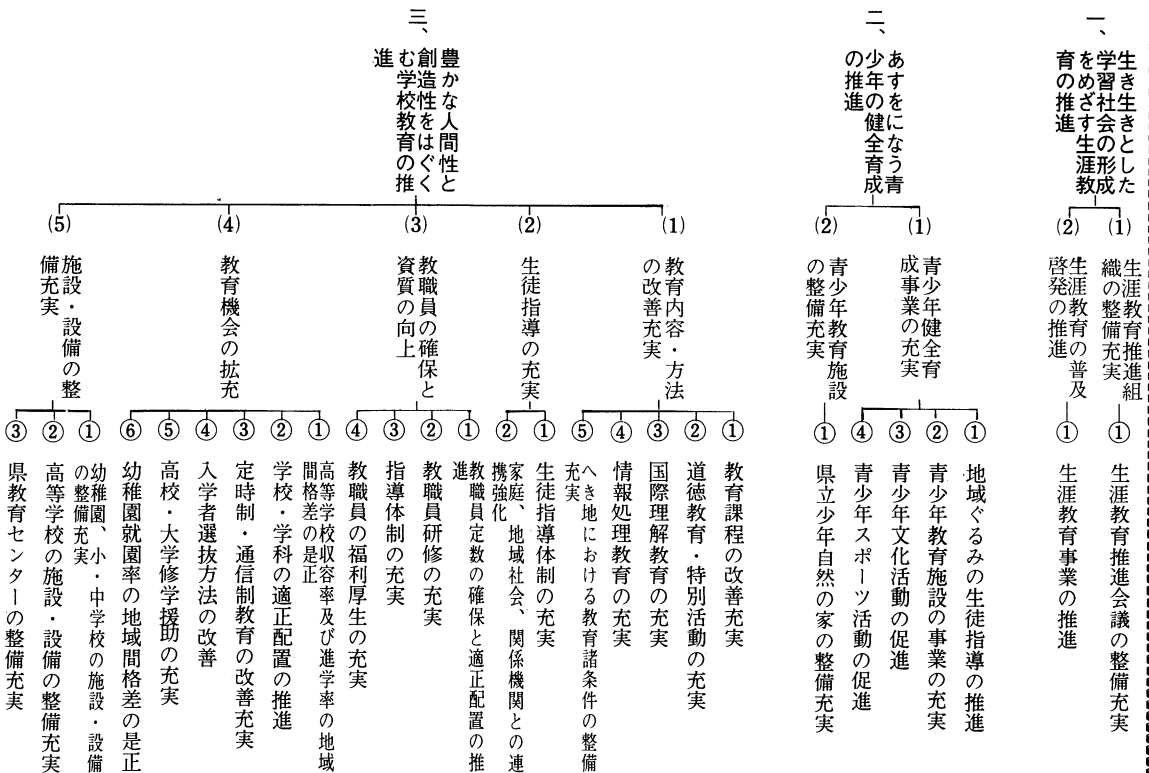 一、
生き生きとした
学習社会の形成
をめざす生涯教
育の推進
(1)
生涯教育推進組
織の整備充実
①
生涯教育推進会議の整備充実
(2)
生涯教育の普及
啓発の推進
①
生涯教育事業の推進
二、
あすをになう青
少年の健全育成
の推進
(1)
青少年健全育
成事業の充実
①
地域ぐるみの生徒指導の推進
②
青少年教育施設の事業の充実
③
青少年文化活動の促進
④
青少年スポーツ活動の促進
(2)
青少年教育施設
の整備充実
①
県立少年自然の家の整備充実
三、
豊かな人間性と
創造性をはぐく
む学校教育の推
進
(1)
教育内容・方法
の改善充実
①
教育課程の改善充実
②
道徳教育・特別活動の充実
③
国際理解教育の充実
④
情報処理教育の充実
⑤
へき地における教育諸条件の整備
充実
(2)
生徒指導の充実
①
生徒指導体制の充実
②
家庭、地域社会、関係機関との連
携強化
(3)
教職員の確保と
資質の向上
①
教職員定数の確保と適正配置の推
進
②
教職員研修の充実
③
指導体制の充実
④
教職員の福利厚生の充実
(4)
教育機会の拡充
①
高等学校収容率及び進学率の地域
間格差の是正
②
学校・学科の適正配置の推進
③
定時制・通信制教育の改善充実
④
入学者選抜方法の改善
⑤
高校・大学修学援助の充実
⑥
幼稚園就園率の地域間格差の是正
(5)
施設・設備の整
備充実
①
幼稚園、小・中学校の施設・設備
の整備充実
②
高等学校の施設・設備の整備充実
③
県教育センターの整備充実